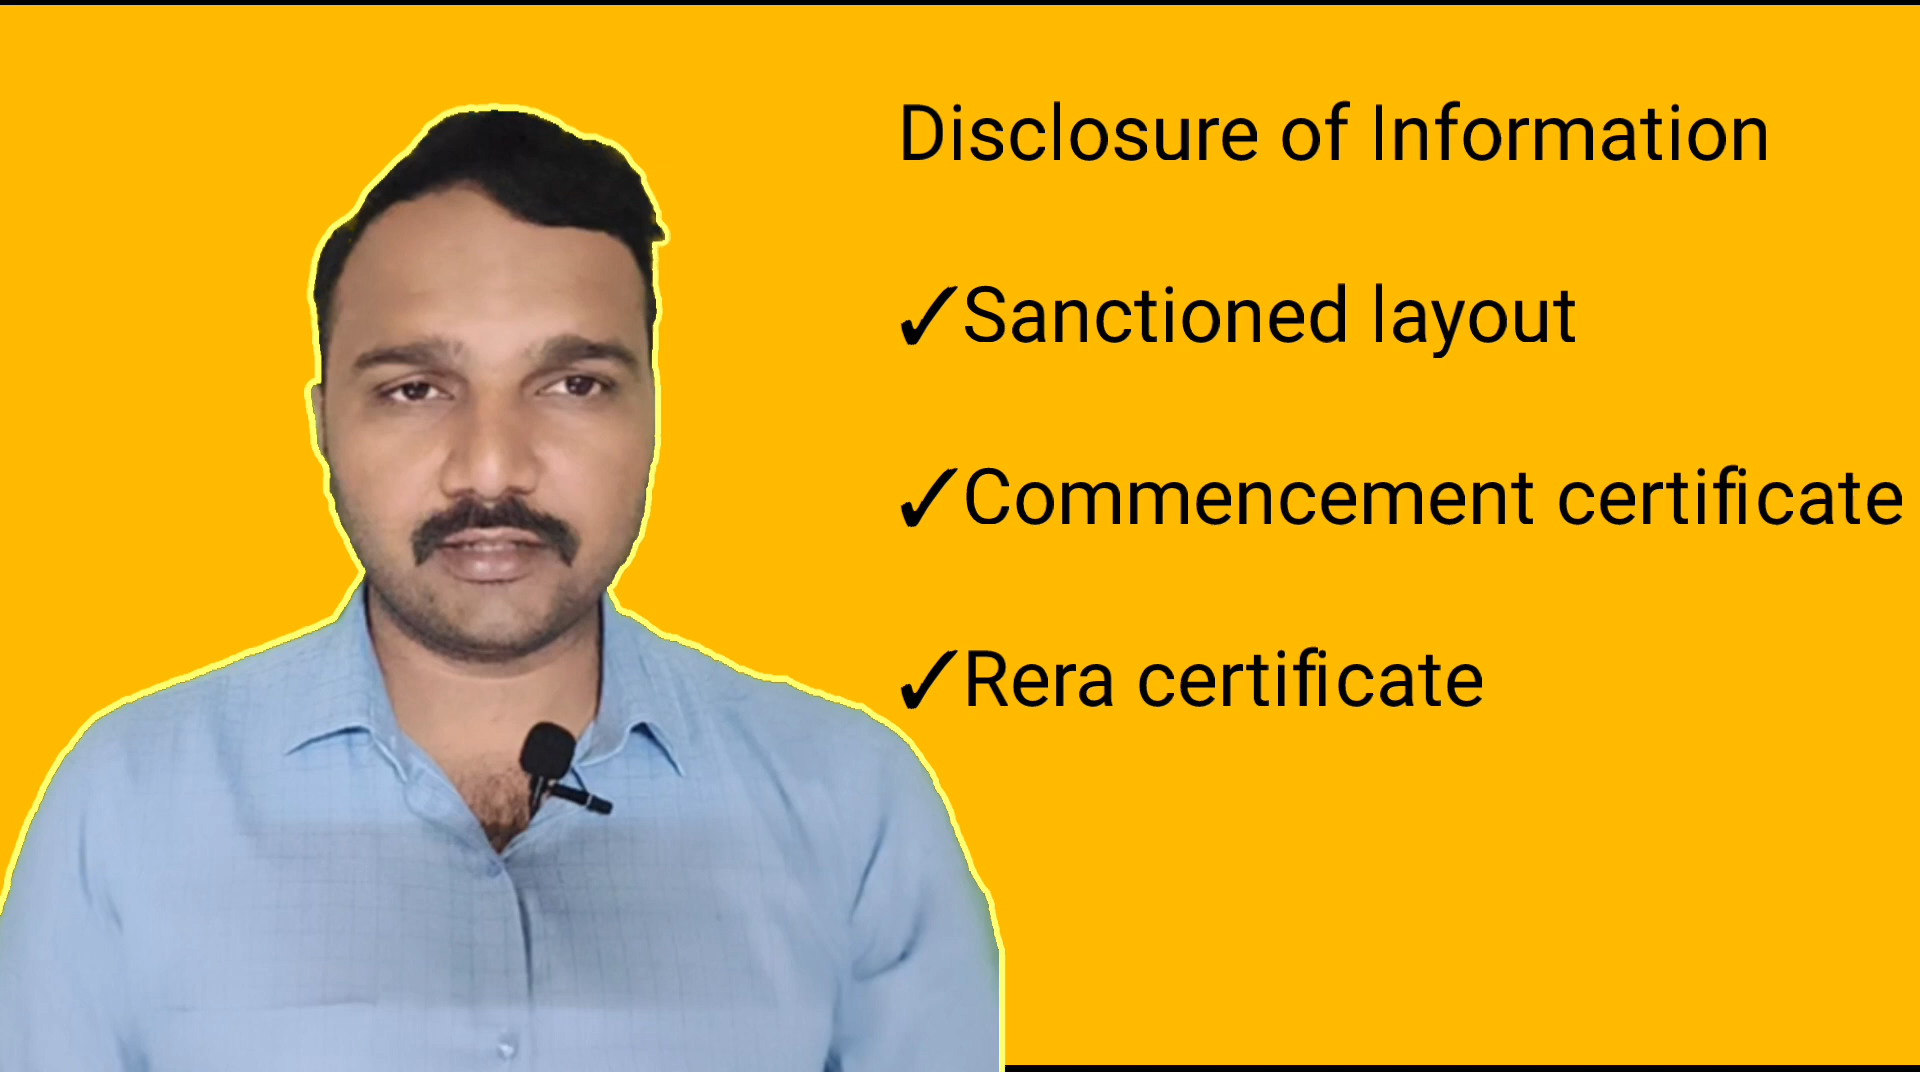 Disclosure of Information
✓Sanctioned layout
✓Commencement certificate
✓Rera certificate